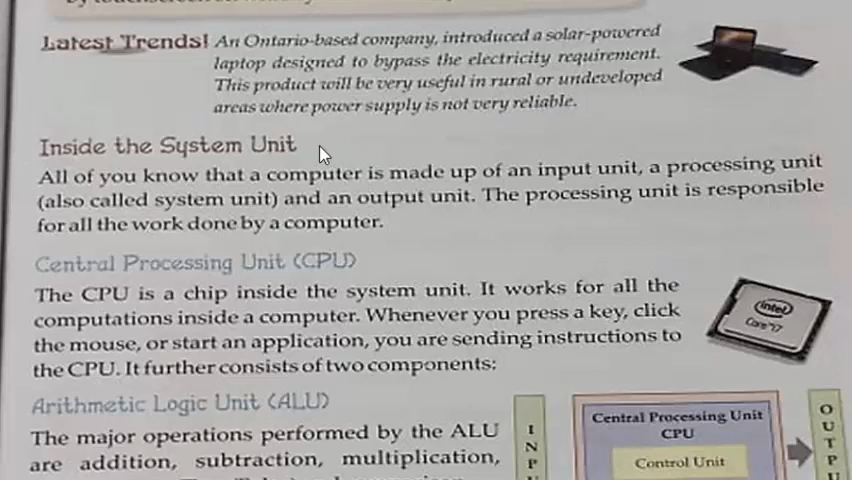 Latest Trends! An Ontario-based company, introduced a solar-powered
laptop designed to bypass the electricity requirement.
This product will be very useful in rural or undeveloped
areas where power supply is not very reliable.
Inside the System Unit
All of you know that a computer is made up of an input unit, a processing unit
(also called system unit) and an output unit. The processing unit is responsible
for all the work done by a computer.
Central Processing Unit (CPU)
The CPU is a chip inside the system unit. It works for all the
computations inside a computer. Whenever you press a key, click
the mouse, or start an application, you are sending instructions to
the CPU. It further consists of two components:
intel
Core i7
Arithmetic Logic Unit (ALU)
The major operations performed by the ALU
are addition, subtraction, multiplication,
I
N
P
Central Processing Unit
CPU
Control Unit
O
U
T
P